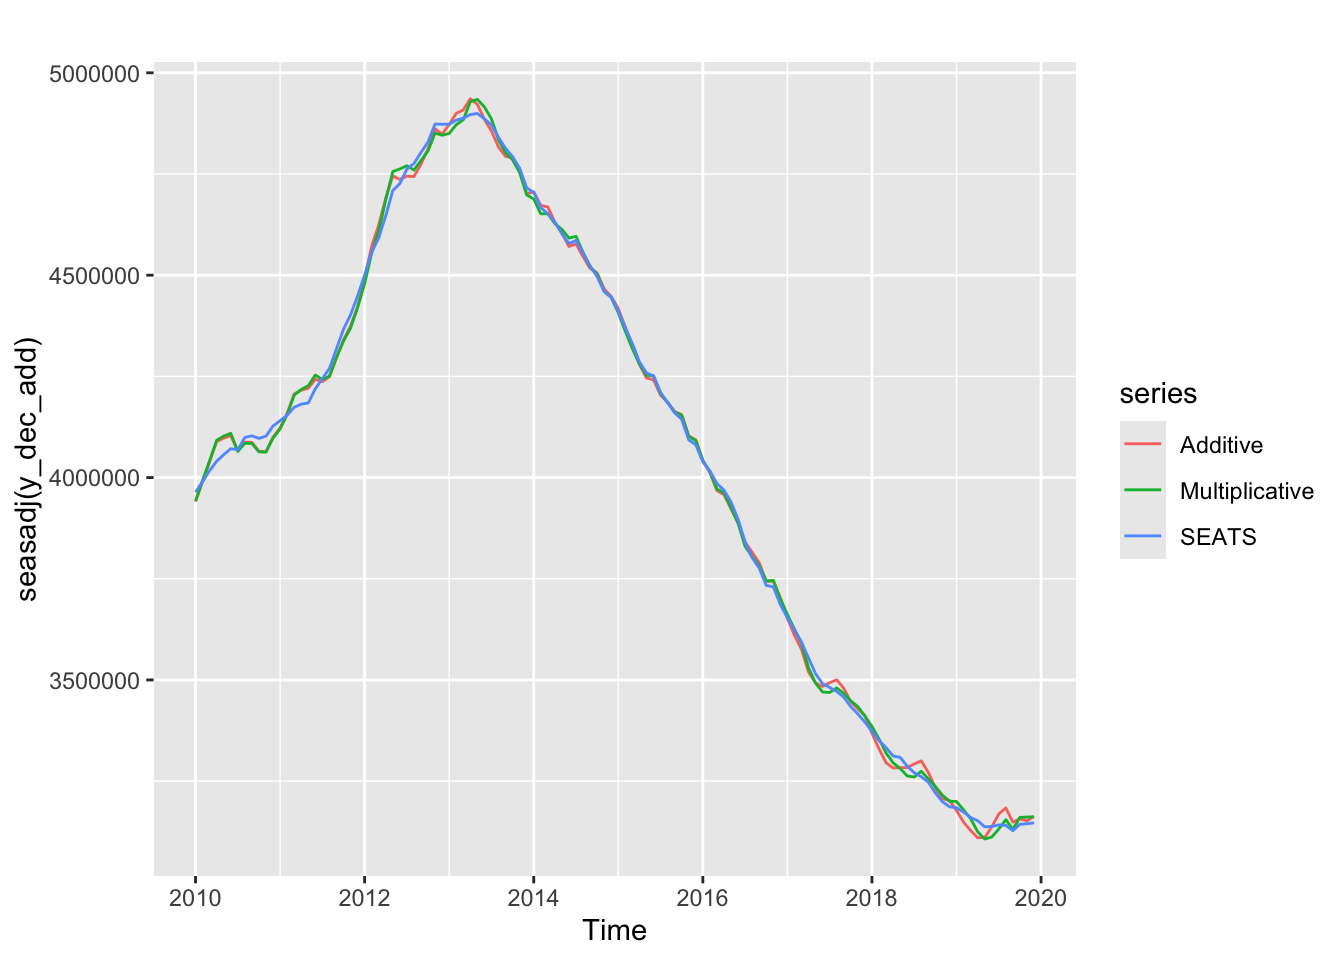 5000000
4500000
4000000
3500000
seasadj(y_dec_add)
2010 2012 2014 2016 2018 2020
Time
series
Additive
Multiplicative
SEATS